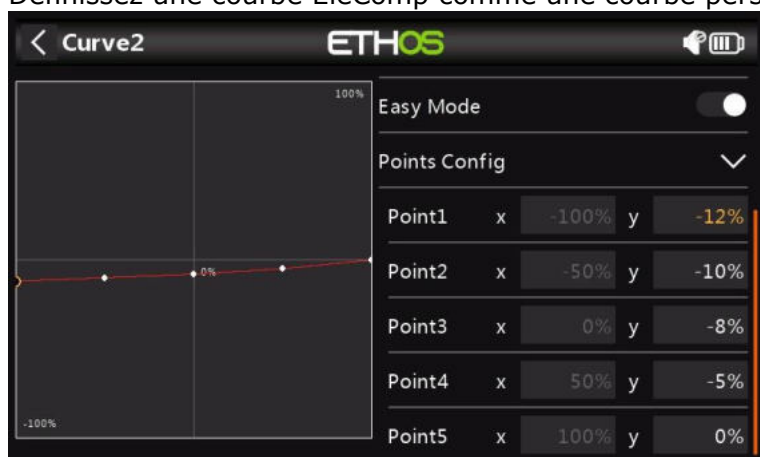 Curve2
ETHOS
100%
0%
-100%
Easy Mode
Points Config
Point1 x -100% y -12%
Point2 x -50% y -10%
Point3 x 0% y -8%
Point4 x 50% y -5%
Point5 x 100% y 0%